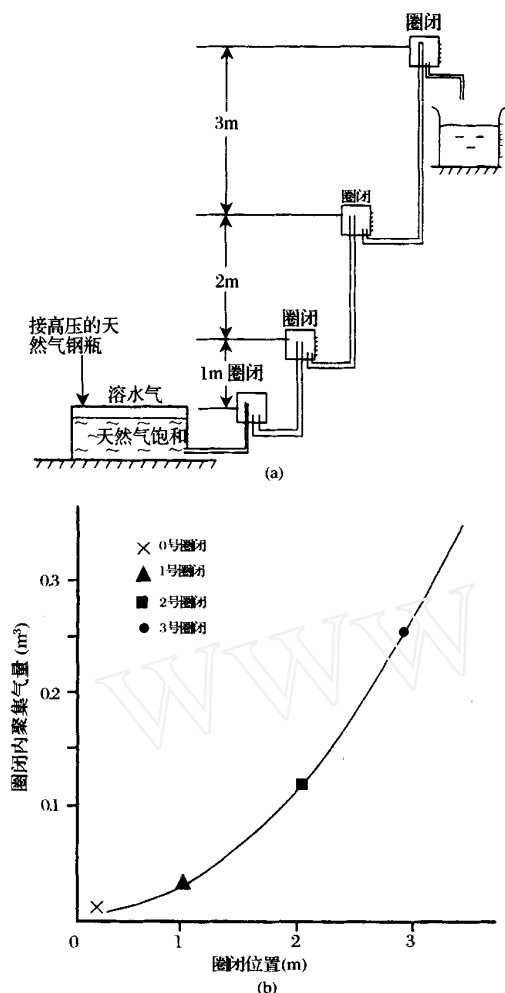 圈闭
3m
圈闭
2m
接高压的天
然气钢瓶
圈闭
1m 圈闭
溶水气
天然气饱和
(a)
圈闭内聚集气量(m³)
0.3
0.2
0.1
× 0号圈闭
▲ 1号圈闭
■ 2号圈闭
● 3号圈闭
WWW
0
1
2
3
圈闭位置(m)
(b)